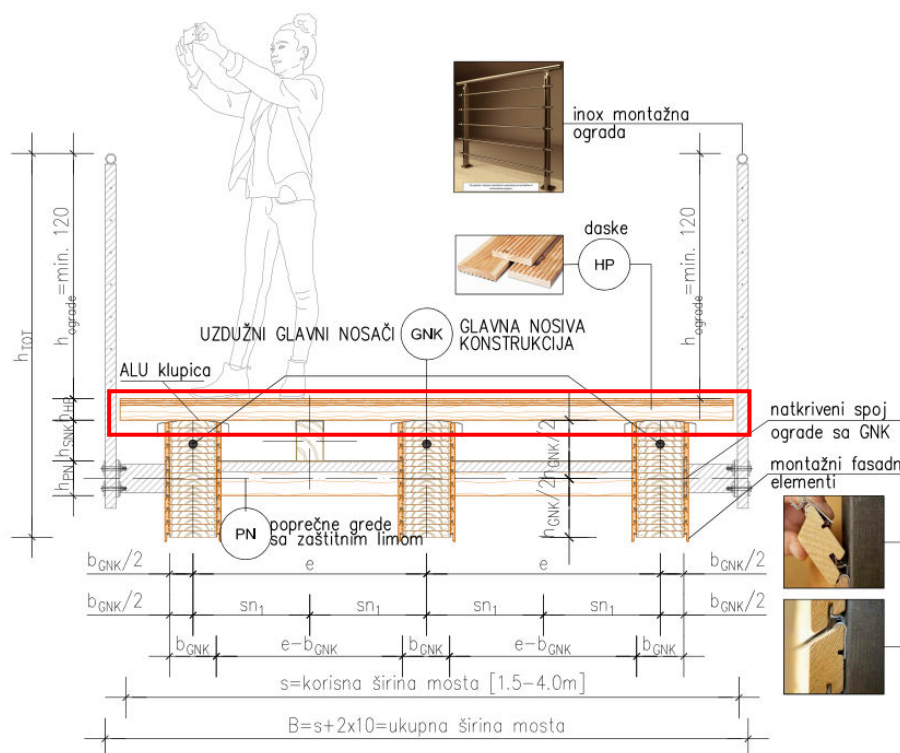 inox montažna
ograda
daske
HP
UZDUŽNI GLAVNI NOSAČI
GNK
GLAVNA NOSIVA
KONSTRUKCIJA
ALU klupica
natkriveni spoj
ograde sa GNK
montažni fasadn
elementi
PN
poprečne grede
sa zaštitnim limom
h_TOT
h_ograde=min. 120
h_HP
h_SNK
h_PN
h_ograde=min. 120
h_GNK/2
h_GNK/2
b_GNK/2 e e b_GNK/2
b_GNK/2 sn₁ sn₁ sn₁ sn₁ b_GNK/2
b_GNK e-b_GNK b_GNK e-b_GNK b_GNK
s=korisna širina mosta [1.5-4.0m]
B=s+2x10=ukupna širina mosta